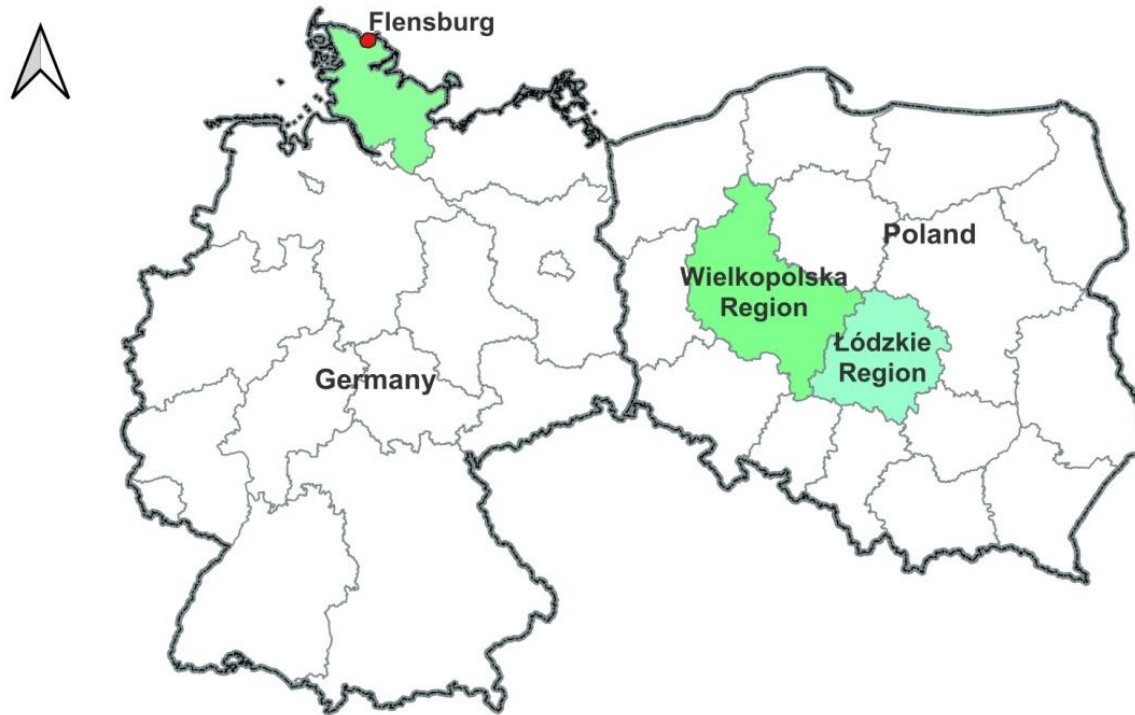 Flensburg
Poland
Wielkopolska
Region
Łódzkie
Region
Germany